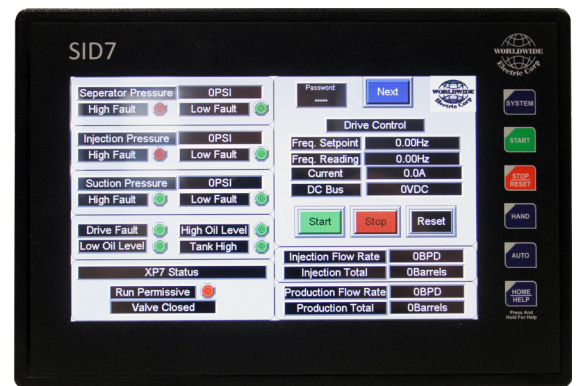 SID7
WORLDWIDE
Electric Corp
Seperator Pressure 0PSI
High Fault Low Fault
Injection Pressure 0PSI
High Fault Low Fault
Suction Pressure 0PSI
High Fault Low Fault
Drive Fault High Oil Level
Low Oil Level Tank High
XP7 Status
Run Permissive
Valve Closed
Password:
-----
Next
WORLDWIDE
Electric Corp
Drive Control
Freq. Setpoint 0.00Hz
Freq. Reading 0.00Hz
Current 0.0A
DC Bus 0VDC
Start Stop Reset
Injection Flow Rate 0BPD
Injection Total 0Barrels
Production Flow Rate 0BPD
Production Total 0Barrels
SYSTEM
START
STOP
RESET
HAND
AUTO
HOME
HELP
Press And
Hold For Help